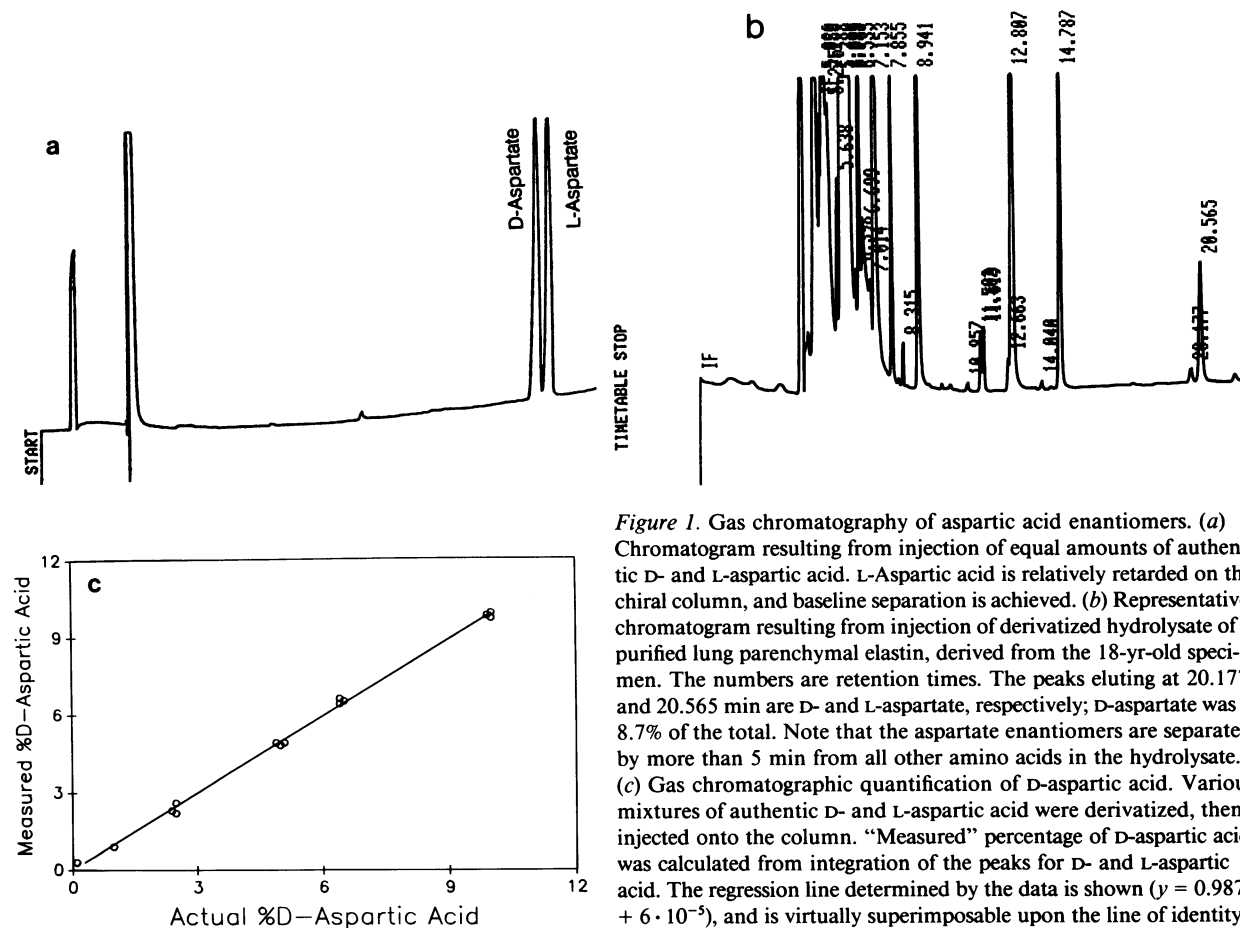 a
D-Aspartate
L-Aspartate
START
TIMETABLE STOP
b
IF
5.638
6.699
7.014
7.153
7.855
8.315
8.941
12.663
12.807
14.040
14.787
20.177
20.565
c
Measured %D-Aspartic Acid
12
9
6
3
0
0
3
6
9
12
Actual %D-Aspartic Acid
Figure 1. Gas chromatography of aspartic acid enantiomers. (a)
Chromatogram resulting from injection of equal amounts of authen-
tic D- and L-aspartic acid. L-Aspartic acid is relatively retarded on th
chiral column, and baseline separation is achieved. (b) Representativ
chromatogram resulting from injection of derivatized hydrolysate of
purified lung parenchymal elastin, derived from the 18-yr-old speci-
men. The numbers are retention times. The peaks eluting at 20.17
and 20.565 min are D- and L-aspartate, respectively; D-aspartate was
8.7% of the total. Note that the aspartate enantiomers are separate
by more than 5 min from all other amino acids in the hydrolysate.
(c) Gas chromatographic quantification of D-aspartic acid. Variou
mixtures of authentic D- and L-aspartic acid were derivatized, then
injected onto the column. "Measured" percentage of D-aspartic aci
was calculated from integration of the peaks for D- and L-aspartic
acid. The regression line determined by the data is shown (y = 0.987
+ 6 · 10⁻⁵), and is virtually superimposable upon the line of identity